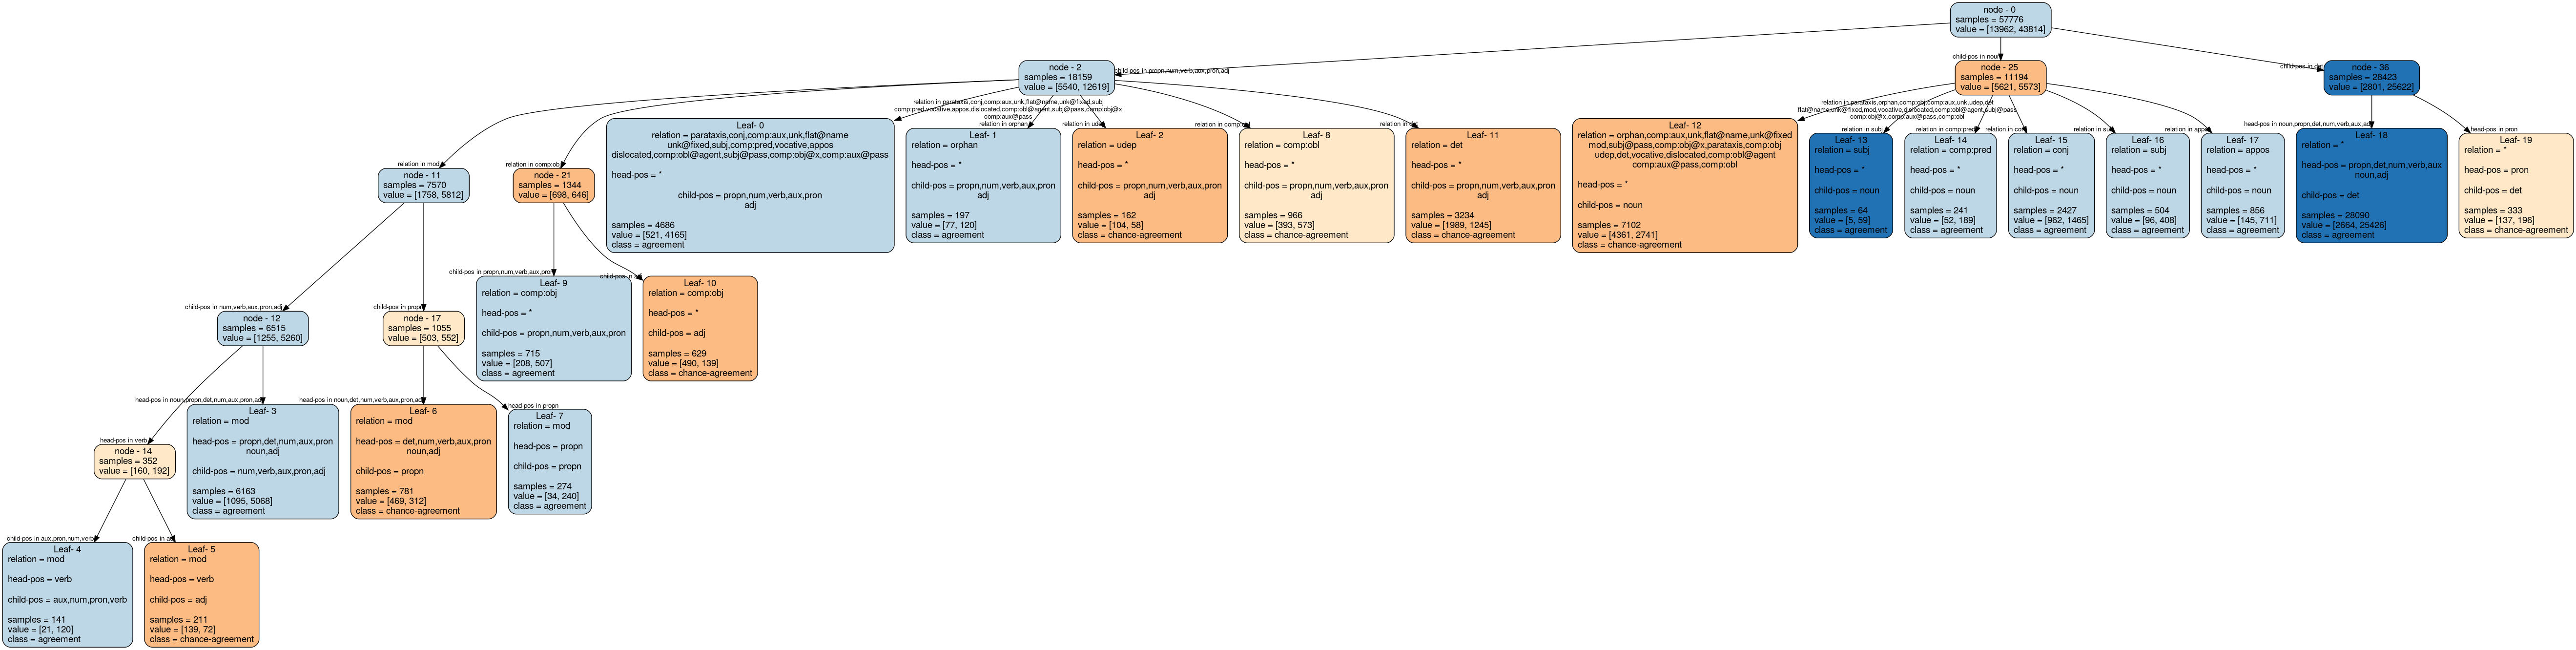 node - 0
samples = 57776
value = [13962, 43814]
child-pos in propn,num,verb,aux,pron,adj
child-pos in noun
child-pos in det
node - 2
samples = 18159
value = [5540, 12619]
node - 25
samples = 11194
value = [5621, 5573]
node - 36
samples = 28423
value = [2801, 25622]
relation in parataxis,conj,comp:aux,unk,flat@name,unk@fixed,subj
comp:pred,vocative,appos,dislocated,comp:obl@agent,subj@pass,comp:obj@x
comp:aux@pass
relation in orphan
relation in udep
relation in comp:obl
relation in det
relation in parataxis,orphan,comp:obj,comp:aux,unk,udep,det
flat@name,unk@fixed,mod,vocative,dislocated,comp:obl@agent,subj@pass
comp:obj@x,comp:aux@pass,comp:obl
relation in subj
relation in comp:pred
relation in conj
relation in subj
relation in appos
head-pos in noun,propn,det,num,verb,aux,adj
head-pos in pron
Leaf- 0
relation = parataxis,conj,comp:aux,unk,flat@name
unk@fixed,subj,comp:pred,vocative,appos
dislocated,comp:obl@agent,subj@pass,comp:obj@x,comp:aux@pass
head-pos = *
child-pos = propn,num,verb,aux,pron
adj
samples = 4686
value = [521, 4165]
class = agreement
Leaf- 1
relation = orphan
head-pos = *
child-pos = propn,num,verb,aux,pron
adj
samples = 197
value = [77, 120]
class = agreement
Leaf- 2
relation = udep
head-pos = *
child-pos = propn,num,verb,aux,pron
adj
samples = 162
value = [104, 58]
class = chance-agreement
Leaf- 8
relation = comp:obl
head-pos = *
child-pos = propn,num,verb,aux,pron
adj
samples = 966
value = [393, 573]
class = chance-agreement
Leaf- 11
relation = det
head-pos = *
child-pos = propn,num,verb,aux,pron
adj
samples = 3234
value = [1989, 1245]
class = chance-agreement
Leaf- 12
relation = orphan,comp:aux,unk,flat@name,unk@fixed
mod,subj@pass,comp:obj@x,parataxis,comp:obj
udep,det,vocative,dislocated,comp:obl@agent
comp:aux@pass,comp:obl
head-pos = *
child-pos = noun
samples = 7102
value = [4361, 2741]
class = chance-agreement
Leaf- 13
relation = subj
head-pos = *
child-pos = noun
samples = 64
value = [5, 59]
class = agreement
Leaf- 14
relation = comp:pred
head-pos = *
child-pos = noun
samples = 241
value = [52, 189]
class = agreement
Leaf- 15
relation = conj
head-pos = *
child-pos = noun
samples = 2427
value = [962, 1465]
class = agreement
Leaf- 16
relation = subj
head-pos = *
child-pos = noun
samples = 504
value = [96, 408]
class = agreement
Leaf- 17
relation = appos
head-pos = *
child-pos = noun
samples = 856
value = [145, 711]
class = agreement
Leaf- 18
relation = *
head-pos = propn,det,num,verb,aux
noun,adj
child-pos = det
samples = 28090
value = [2664, 25426]
class = agreement
Leaf- 19
relation = *
head-pos = pron
child-pos = det
samples = 333
value = [137, 196]
class = chance-agreement
relation in mod
relation in comp:obj
node - 11
samples = 7570
value = [1758, 5812]
node - 21
samples = 1344
value = [698, 646]
child-pos in propn,num,verb,aux,pron
child-pos in adj
Leaf- 9
relation = comp:obj
head-pos = *
child-pos = propn,num,verb,aux,pron
samples = 715
value = [208, 507]
class = agreement
Leaf- 10
relation = comp:obj
head-pos = *
child-pos = adj
samples = 629
value = [490, 139]
class = chance-agreement
child-pos in num,verb,aux,pron,adj
child-pos in propn
node - 12
samples = 6515
value = [1255, 5260]
node - 17
samples = 1055
value = [503, 552]
head-pos in noun,propn,det,num,aux,pron,adj
head-pos in noun,det,num,verb,aux,pron,adj
head-pos in propn
Leaf- 3
relation = mod
head-pos = propn,det,num,aux,pron
noun,adj
child-pos = num,verb,aux,pron,adj
samples = 6163
value = [1095, 5068]
class = agreement
Leaf- 6
relation = mod
head-pos = det,num,verb,aux,pron
noun,adj
child-pos = propn
samples = 781
value = [469, 312]
class = chance-agreement
Leaf- 7
relation = mod
head-pos = propn
child-pos = propn
samples = 274
value = [34, 240]
class = agreement
head-pos in verb
node - 14
samples = 352
value = [160, 192]
child-pos in aux,pron,num,verb
child-pos in adj
Leaf- 4
relation = mod
head-pos = verb
child-pos = aux,num,pron,verb
samples = 141
value = [21, 120]
class = agreement
Leaf- 5
relation = mod
head-pos = verb
child-pos = adj
samples = 211
value = [139, 72]
class = chance-agreement